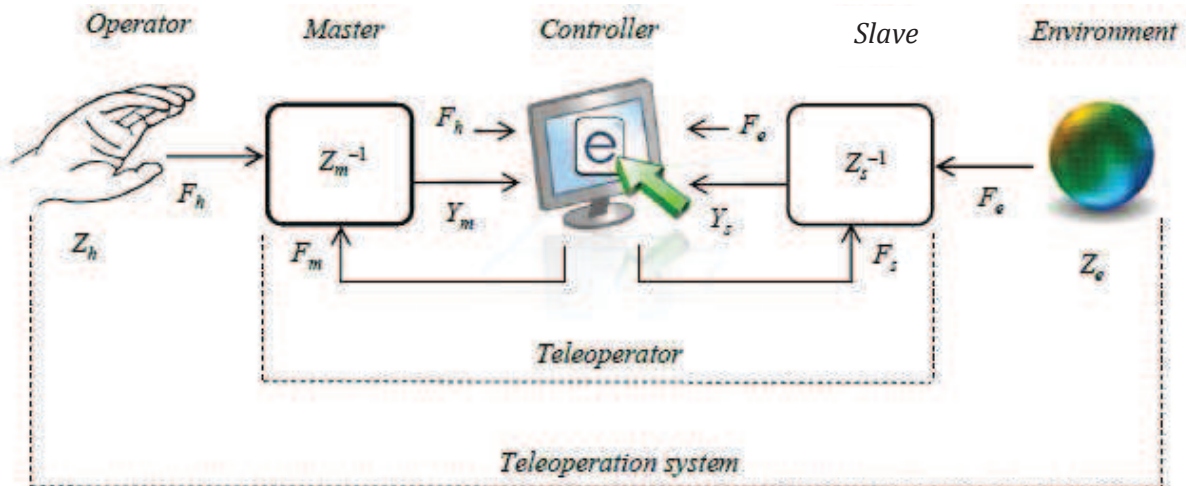 Operator Master Controller Slave Environment
F_h F_e
Z_m^{-1} e Z_s^{-1}
F_h Y_m Y_s F_e
Z_h F_m F_s Z_e
Teleoperator
Teleoperation system